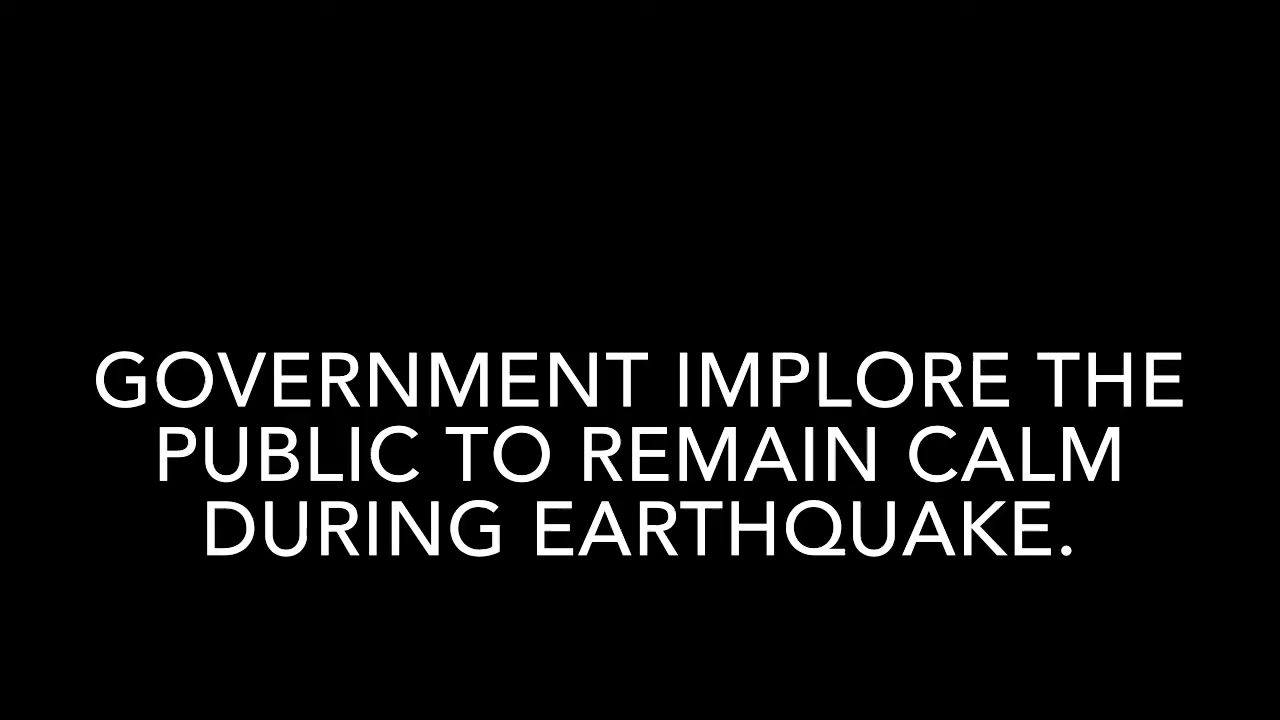 GOVERNMENT IMPLORE THE
PUBLIC TO REMAIN CALM
DURING EARTHQUAKE.